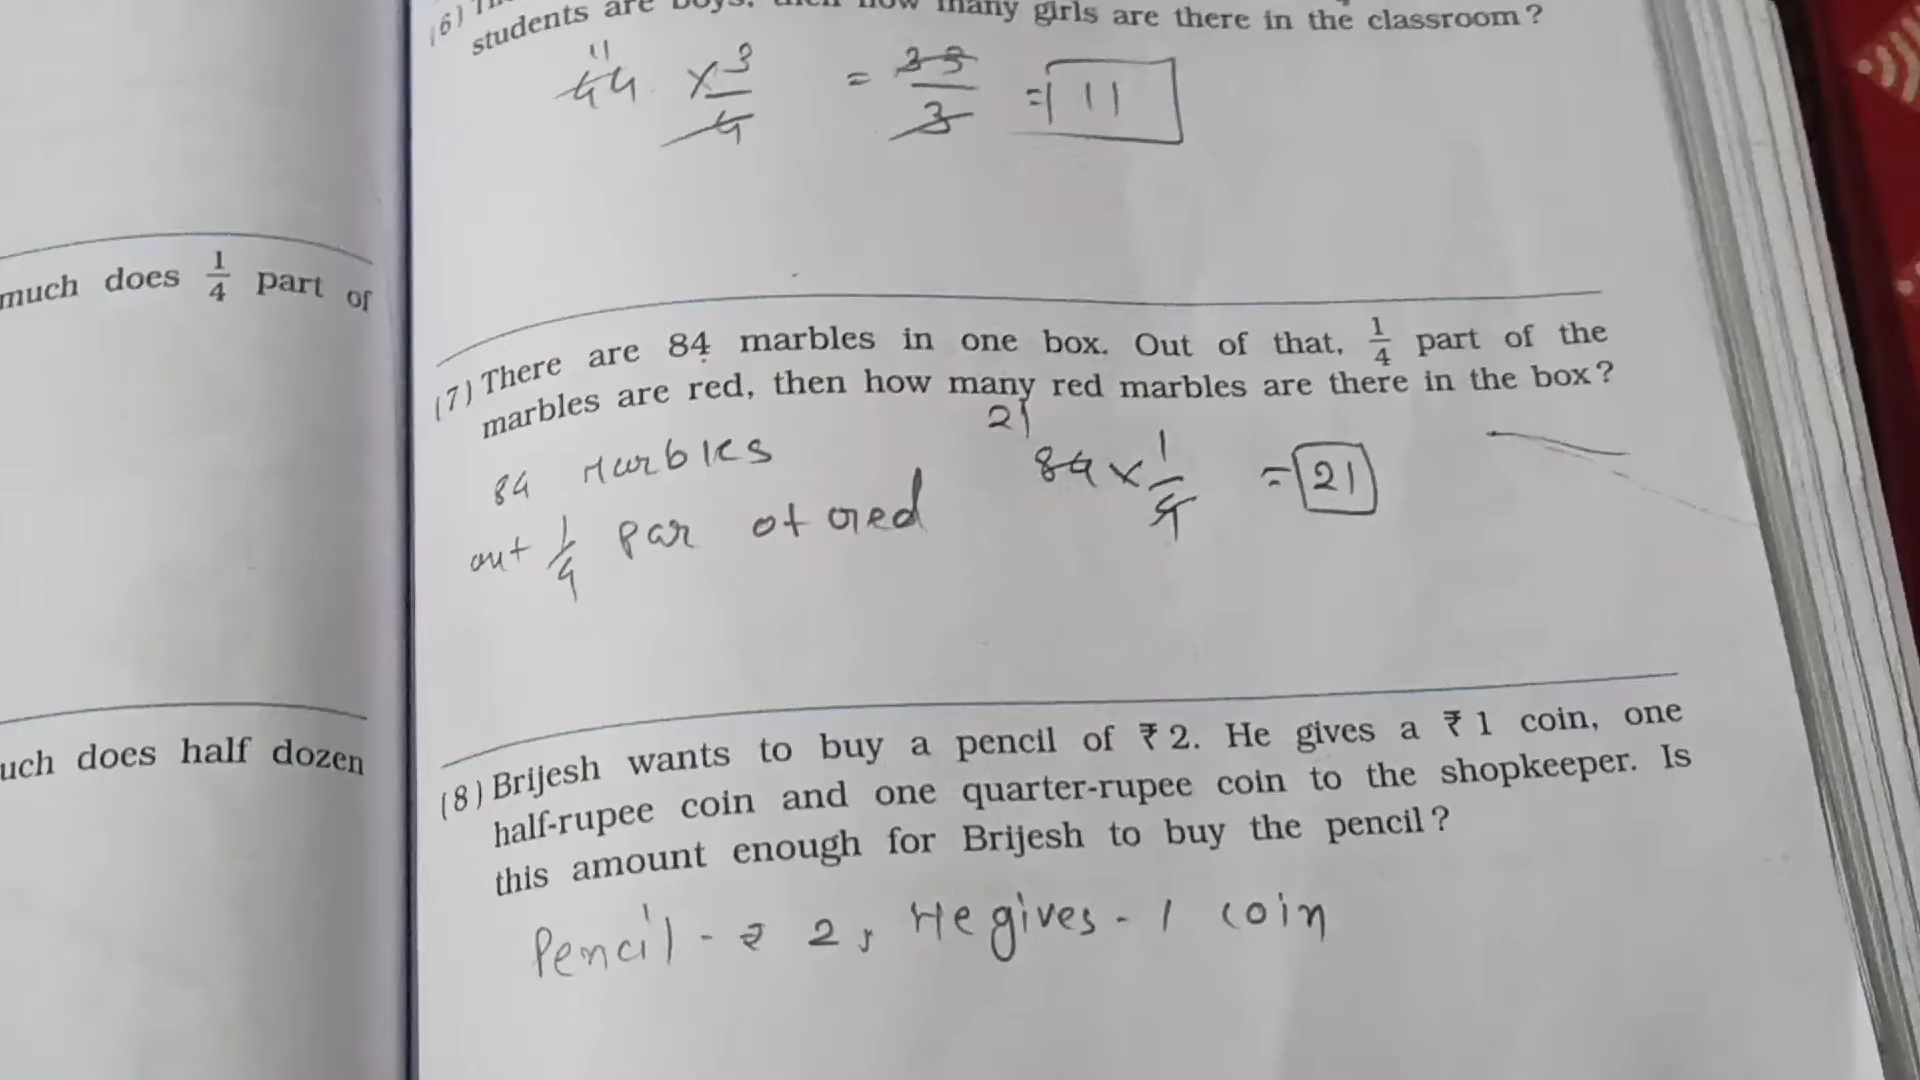 much does 1/4 part of
uch does half dozen
(6)
students are boys, then how many girls are there in the classroom?
11
44 × 3/4 = 33/3 = 11
(7) There are 84 marbles in one box. Out of that, 1/4 part of the
marbles are red, then how many red marbles are there in the box?
84 Marbles
out 1/4 par of red
21
84 × 1/4 = 21
(8) Brijesh wants to buy a pencil of ₹ 2. He gives a ₹ 1 coin, one
half-rupee coin and one quarter-rupee coin to the shopkeeper. Is
this amount enough for Brijesh to buy the pencil?
Pencil - ₹ 2, He gives - 1 coin